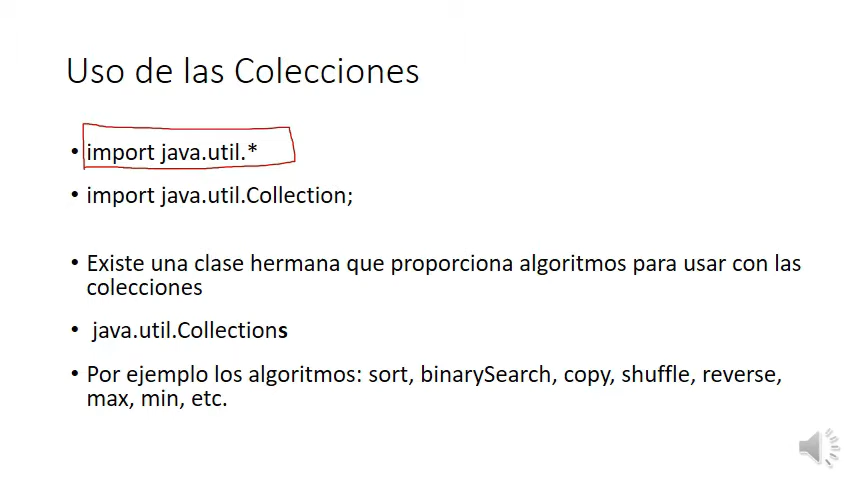 Uso de las Colecciones
• import java.util.*
• import java.util.Collection;
• Existe una clase hermana que proporciona algoritmos para usar con las
colecciones
• java.util.Collections
• Por ejemplo los algoritmos: sort, binarySearch, copy, shuffle, reverse,
max, min, etc.